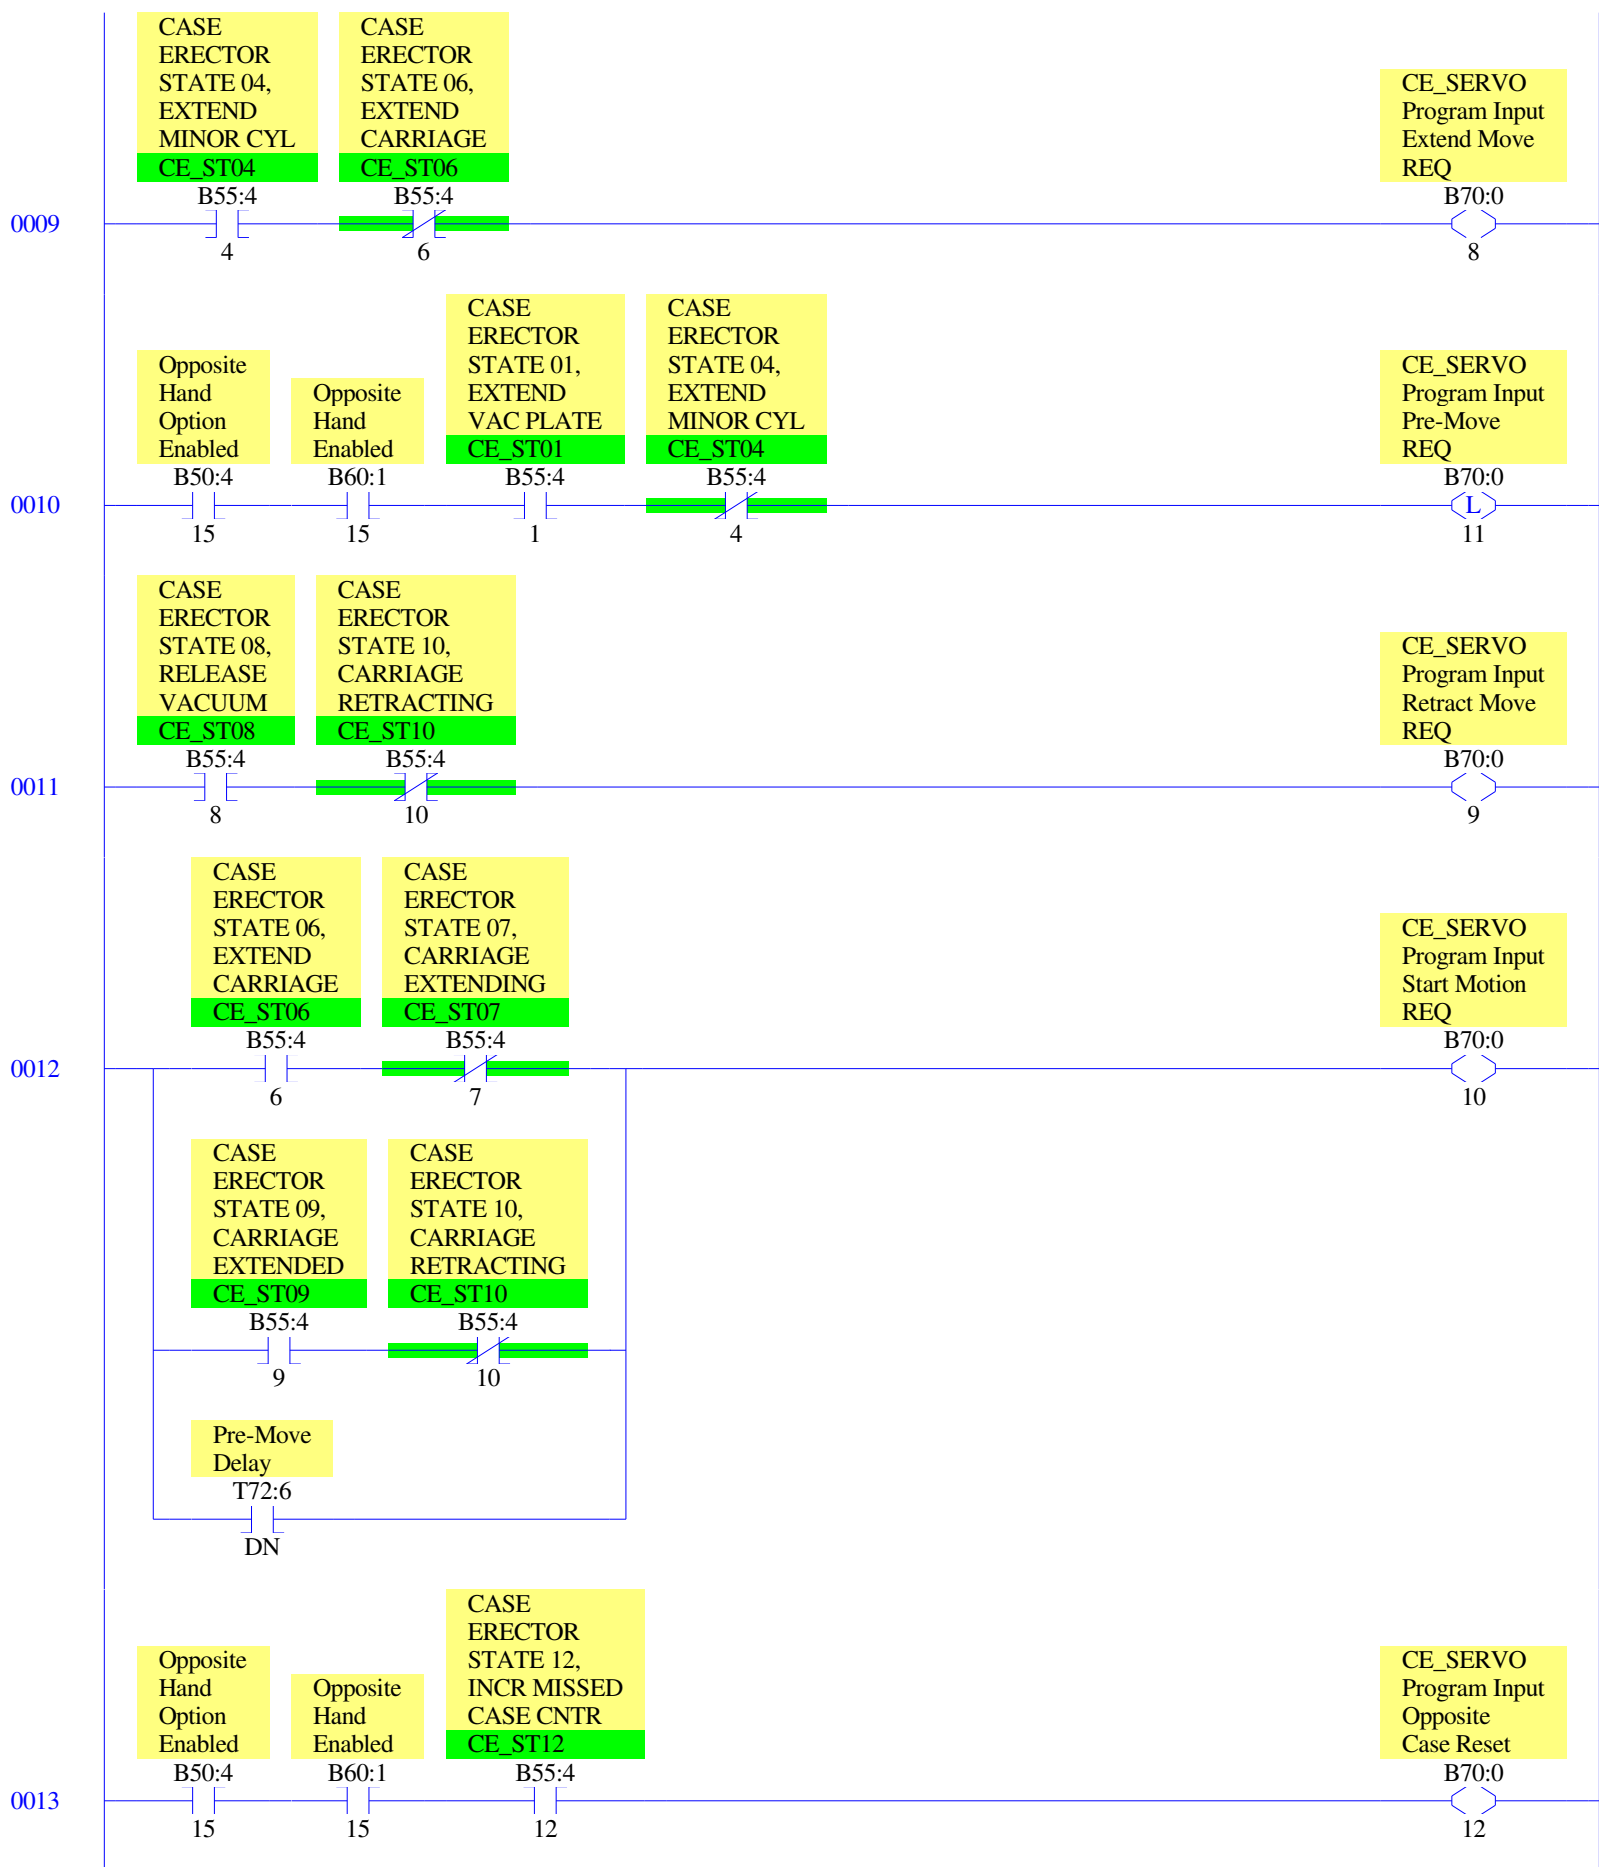 CASE
ERECTOR
STATE 04,
EXTEND
MINOR CYL
CE_ST04
B55:4
4
CASE
ERECTOR
STATE 06,
EXTEND
CARRIAGE
CE_ST06
B55:4
6
CE_SERVO
Program Input
Extend Move
REQ
B70:0
8
0009
Opposite
Hand
Option
Enabled
B50:4
15
Opposite
Hand
Enabled
B60:1
15
CASE
ERECTOR
STATE 01,
EXTEND
VAC PLATE
CE_ST01
B55:4
1
CASE
ERECTOR
STATE 04,
EXTEND
MINOR CYL
CE_ST04
B55:4
4
CE_SERVO
Program Input
Pre-Move
REQ
B70:0
L
11
0010
CASE
ERECTOR
STATE 08,
RELEASE
VACUUM
CE_ST08
B55:4
8
CASE
ERECTOR
STATE 10,
CARRIAGE
RETRACTING
CE_ST10
B55:4
10
CE_SERVO
Program Input
Retract Move
REQ
B70:0
9
0011
CASE
ERECTOR
STATE 06,
EXTEND
CARRIAGE
CE_ST06
B55:4
6
CASE
ERECTOR
STATE 07,
CARRIAGE
EXTENDING
CE_ST07
B55:4
7
CE_SERVO
Program Input
Start Motion
REQ
B70:0
10
0012
CASE
ERECTOR
STATE 09,
CARRIAGE
EXTENDED
CE_ST09
B55:4
9
CASE
ERECTOR
STATE 10,
CARRIAGE
RETRACTING
CE_ST10
B55:4
10
Pre-Move
Delay
T72:6
DN
Opposite
Hand
Option
Enabled
B50:4
15
Opposite
Hand
Enabled
B60:1
15
CASE
ERECTOR
STATE 12,
INCR MISSED
CASE CNTR
CE_ST12
B55:4
12
CE_SERVO
Program Input
Opposite
Case Reset
B70:0
12
0013